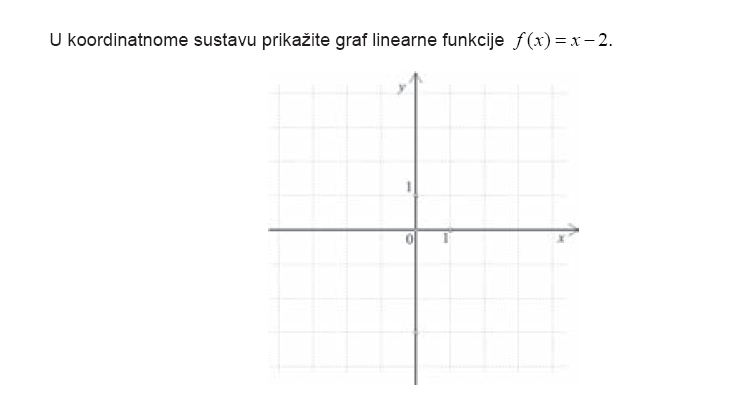 U koordinatnome sustavu prikažite graf linearne funkcije f(x) = x − 2.
y
1
0 1 x